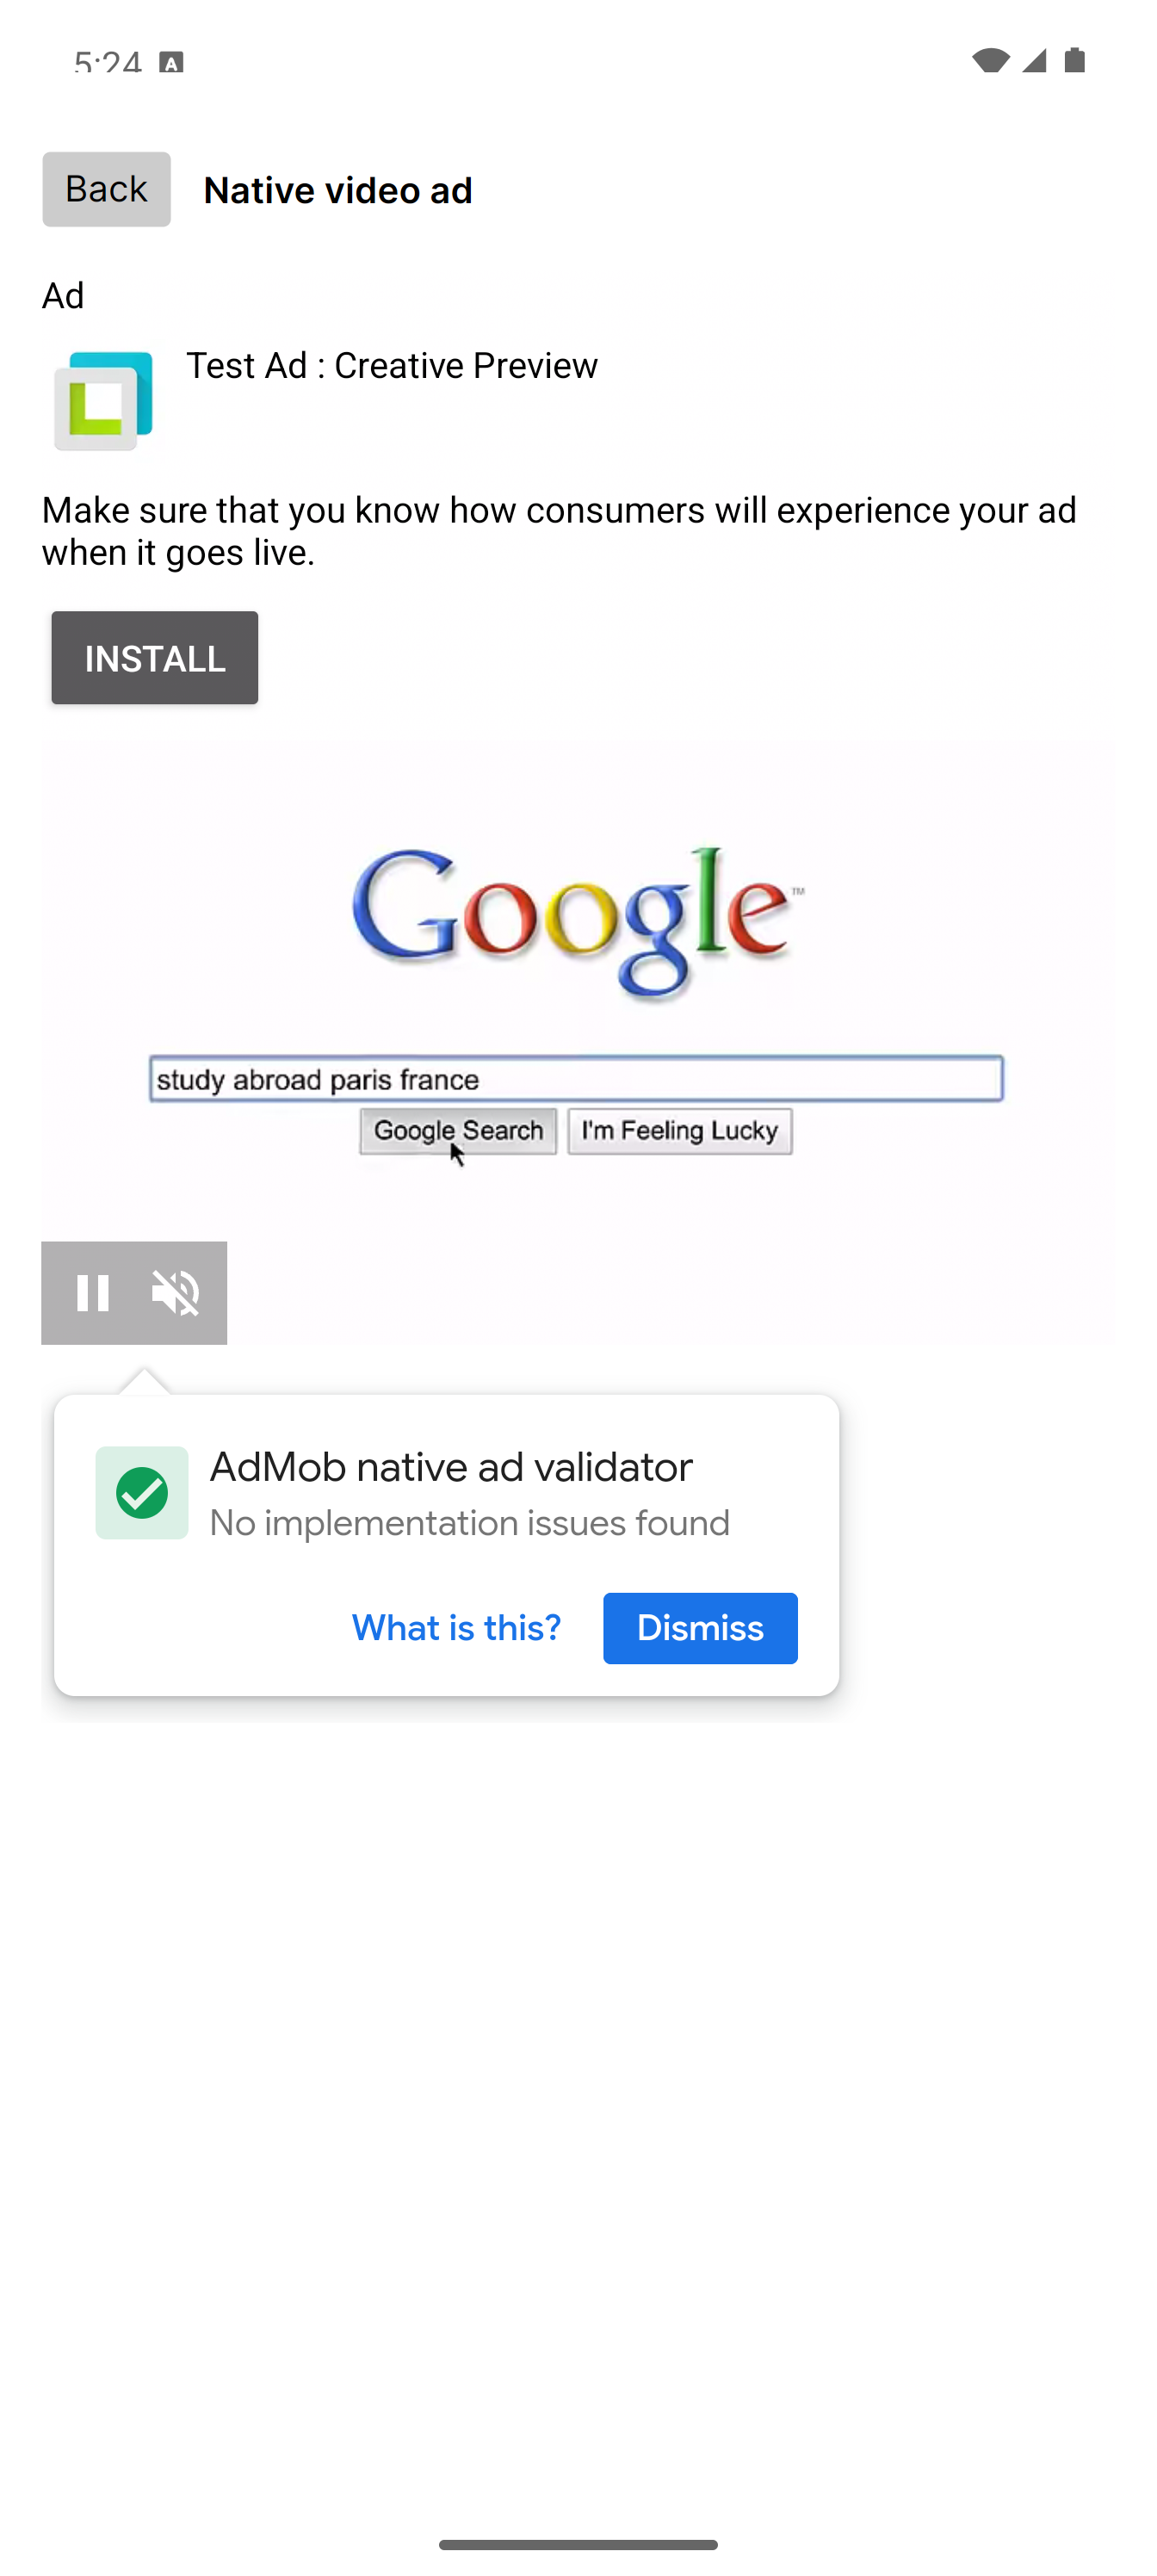 5:24
Back
Native video ad
Ad
Test Ad : Creative Preview
Make sure that you know how consumers will experience your ad
when it goes live.
INSTALL
Google™
study abroad paris france
Google Search
I'm Feeling Lucky
AdMob native ad validator
No implementation issues found
What is this?
Dismiss